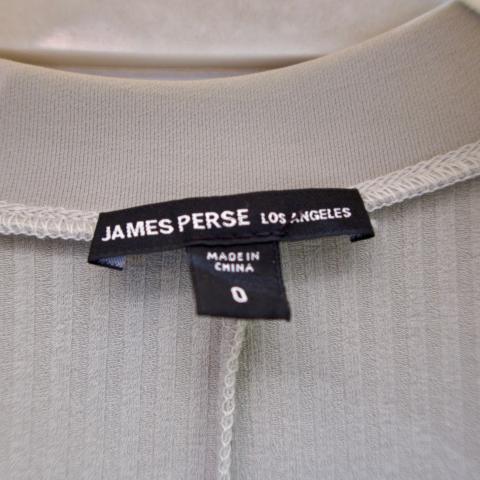 JAMES PERSE LOS ANGELES
MADE IN
CHINA
0